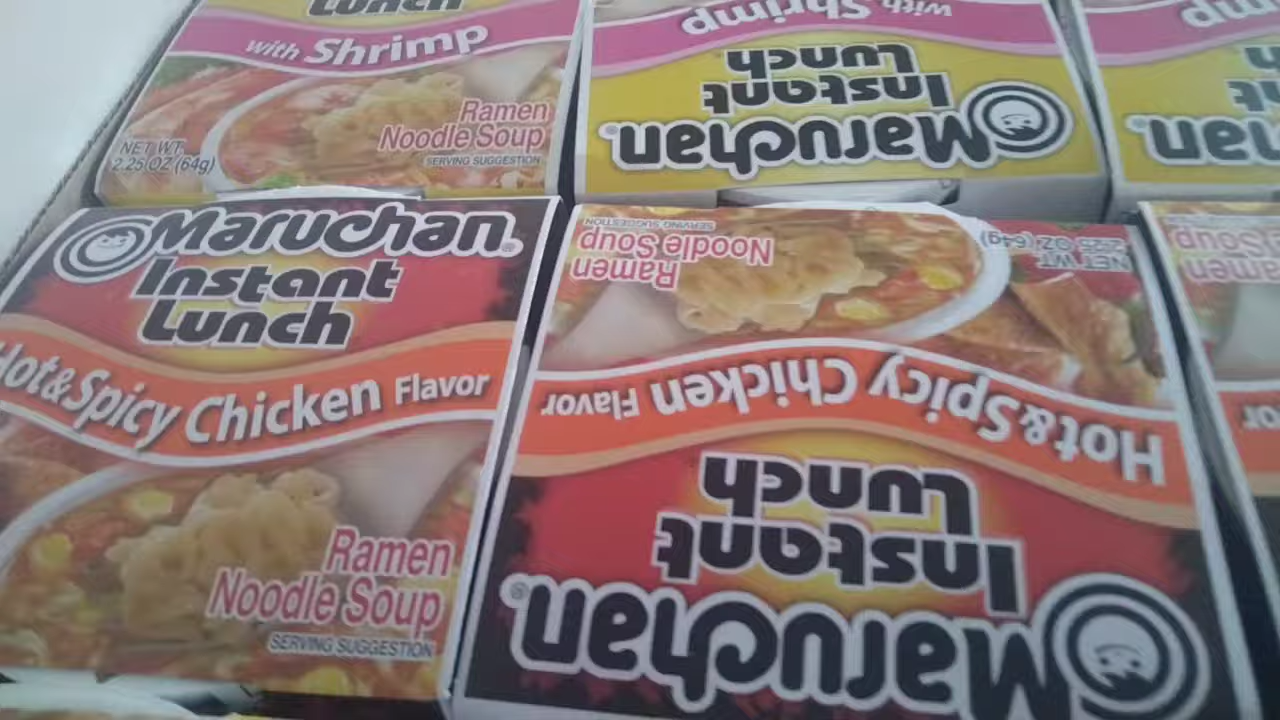 Lunch
with Shrimp
Ramen
Noodle Soup
SERVING SUGGESTION
NET WT.
2.25 OZ (64g)
Maruchan®
Instant
Lunch
with Shrimp
Maruchan®
Instant
Lunch
Hot&Spicy Chicken Flavor
Ramen
Noodle Soup
SERVING SUGGESTION
Maruchan®
Instant
Lunch
Hot&Spicy Chicken Flavor
Ramen
Noodle Soup
SERVING SUGGESTION
NET WT.
2.25 OZ (64g)